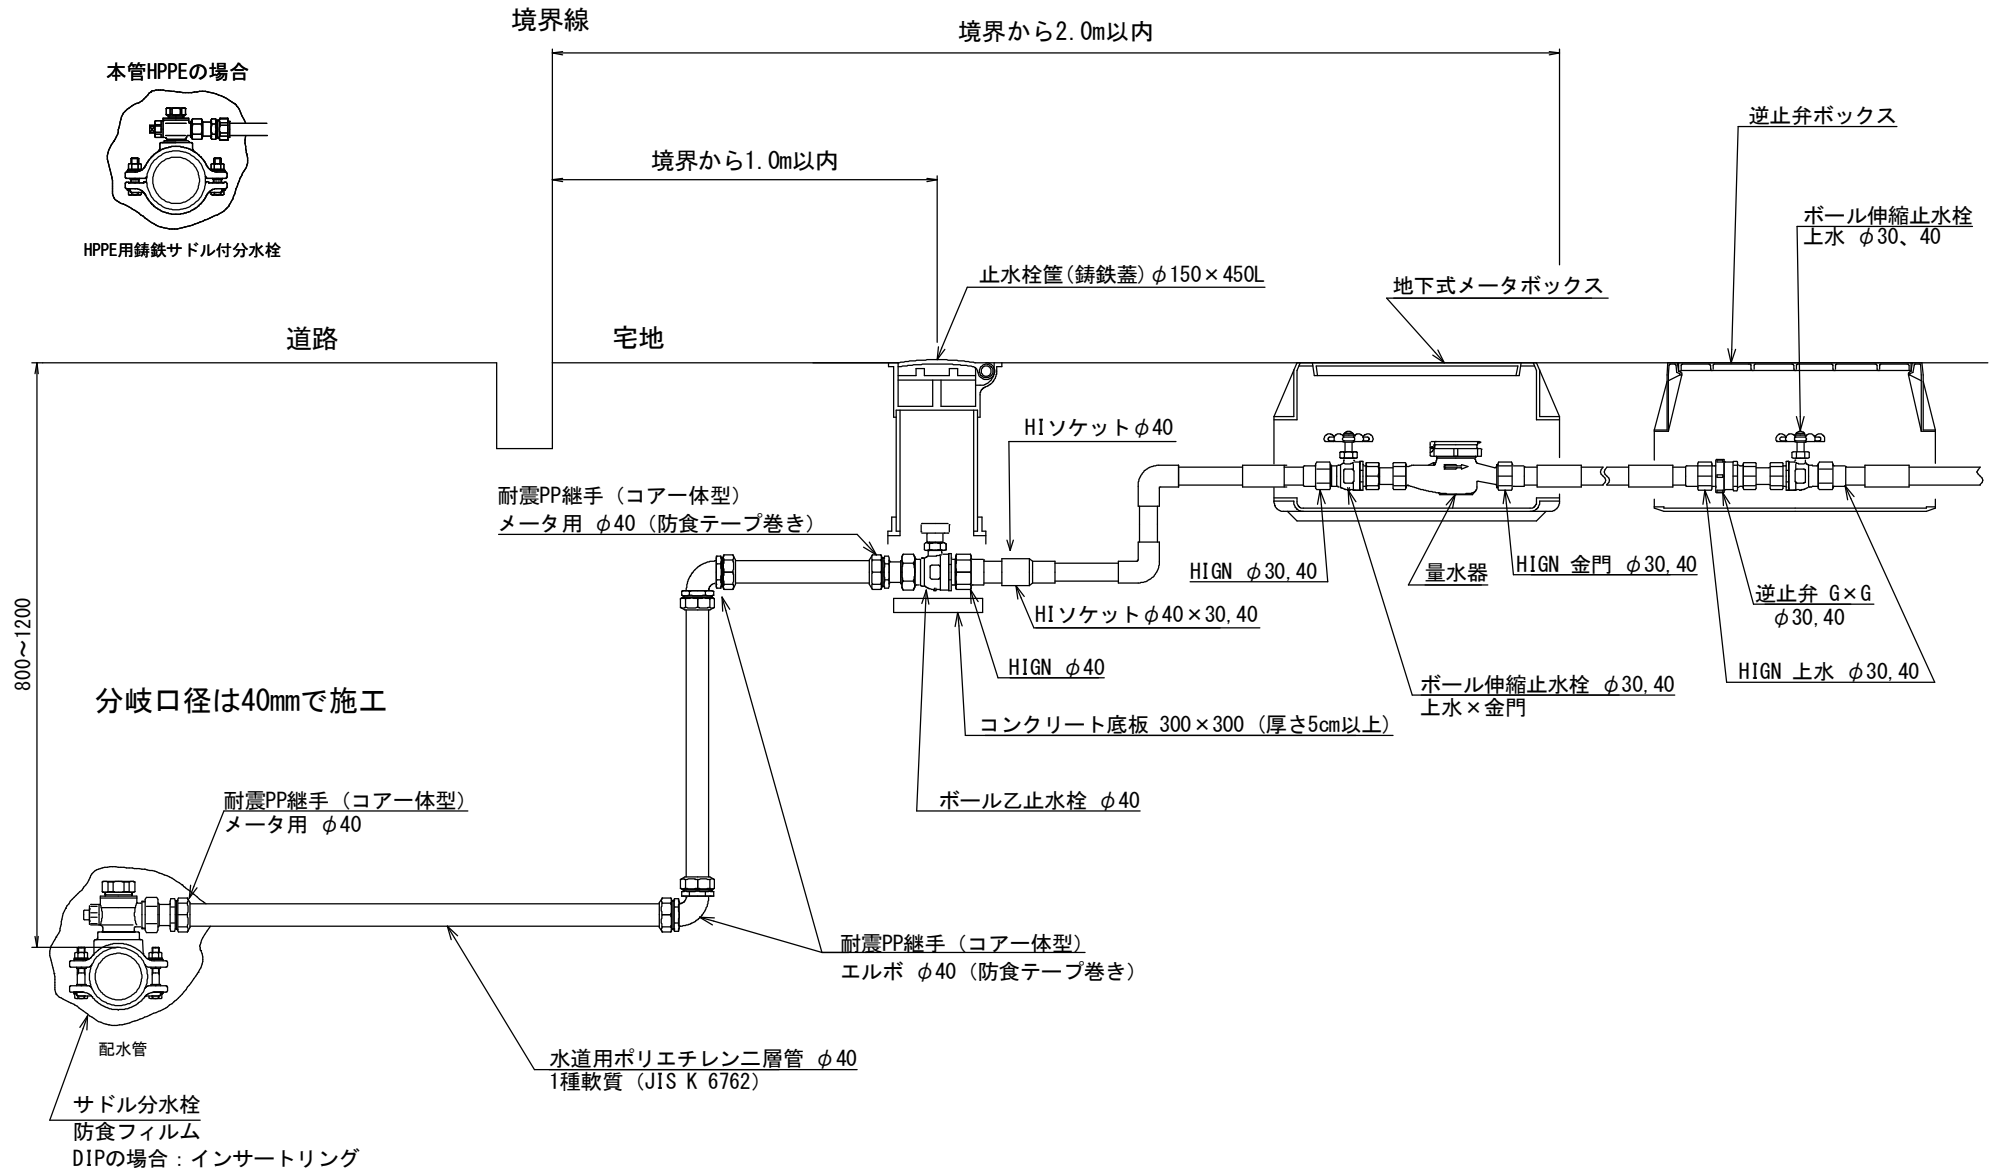 境界線
境界から2.0m以内
本管HPPEの場合
HPPE用鋳鉄サドル付分水栓
境界から1.0m以内
逆止弁ボックス
ボール伸縮止水栓
上水 φ30、40
止水栓筐(鋳鉄蓋)φ150×450L
地下式メータボックス
道路
宅地
HIソケットφ40
耐震PP継手（コア一体型）
メータ用 φ40（防食テープ巻き）
HIGN φ30,40
量水器
HIGN 金門 φ30,40
逆止弁 G×G
φ30,40
HIソケットφ40×30,40
HIGN φ40
HIGN 上水 φ30,40
ボール伸縮止水栓 φ30,40
上水×金門
800～1200
分岐口径は40mmで施工
コンクリート底板 300×300（厚さ5cm以上）
ボール乙止水栓 φ40
耐震PP継手（コア一体型）
メータ用 φ40
耐震PP継手（コア一体型）
エルボ φ40（防食テープ巻き）
配水管
水道用ポリエチレン二層管 φ40
1種軟質（JIS K 6762）
サドル分水栓
防食フィルム
DIPの場合：インサートリング